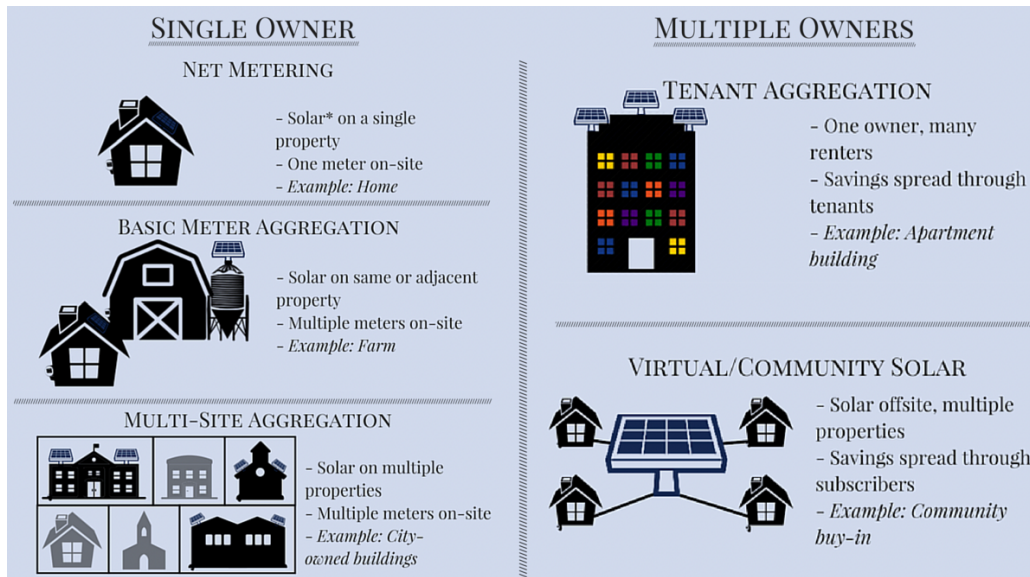 SINGLE OWNER
NET METERING
- Solar* on a single
property
- One meter on-site
- Example: Home
BASIC METER AGGREGATION
- Solar on same or adjacent
property
- Multiple meters on-site
- Example: Farm
MULTI-SITE AGGREGATION
- Solar on multiple
properties
- Multiple meters on-site
- Example: City-
owned buildings
MULTIPLE OWNERS
TENANT AGGREGATION
- One owner, many
renters
- Savings spread through
tenants
- Example: Apartment
building
VIRTUAL/COMMUNITY SOLAR
- Solar offsite, multiple
properties
- Savings spread through
subscribers
- Example: Community
buy-in